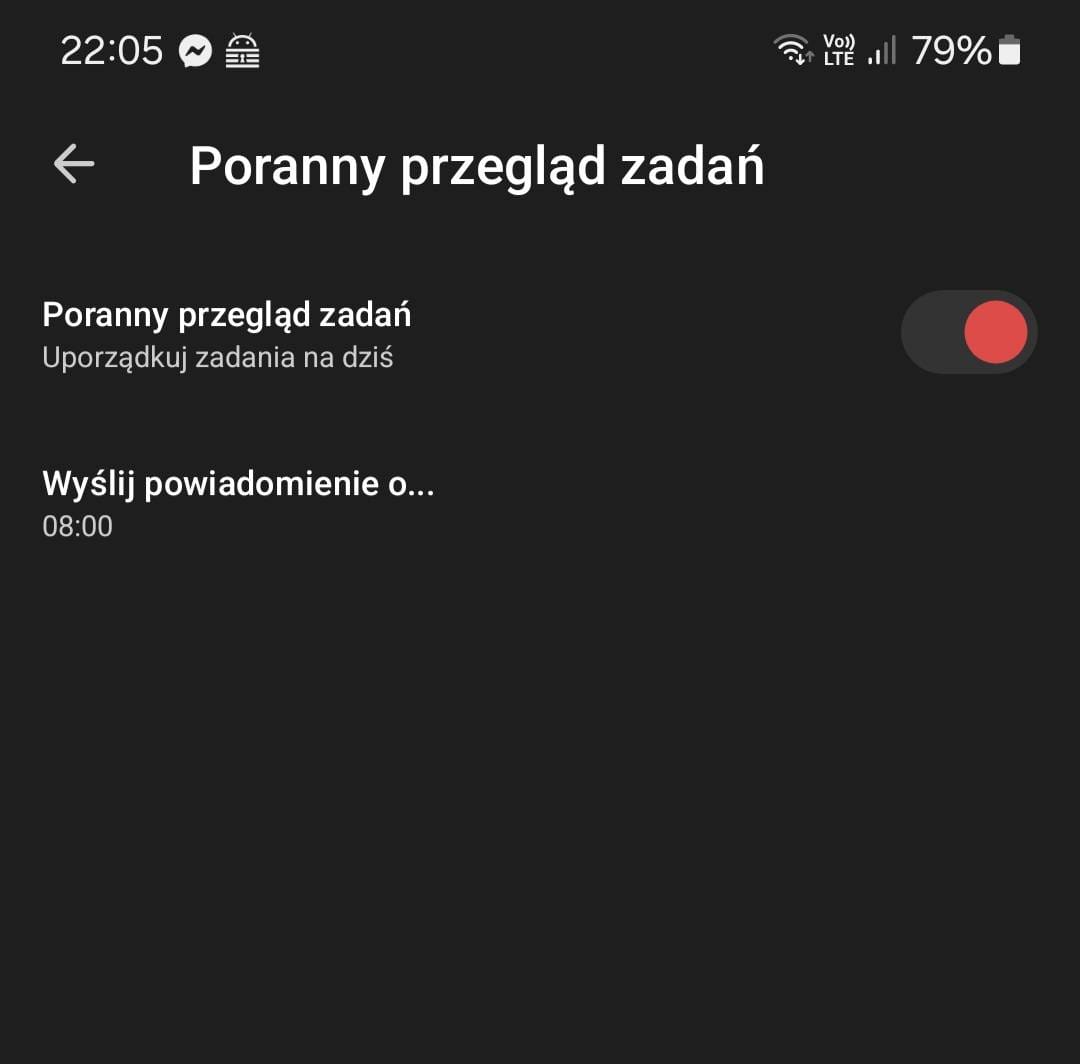 22:05 Vo)) LTE 79%
Poranny przegląd zadań
Poranny przegląd zadań
Uporządkuj zadania na dziś
Wyślij powiadomienie o...
08:00